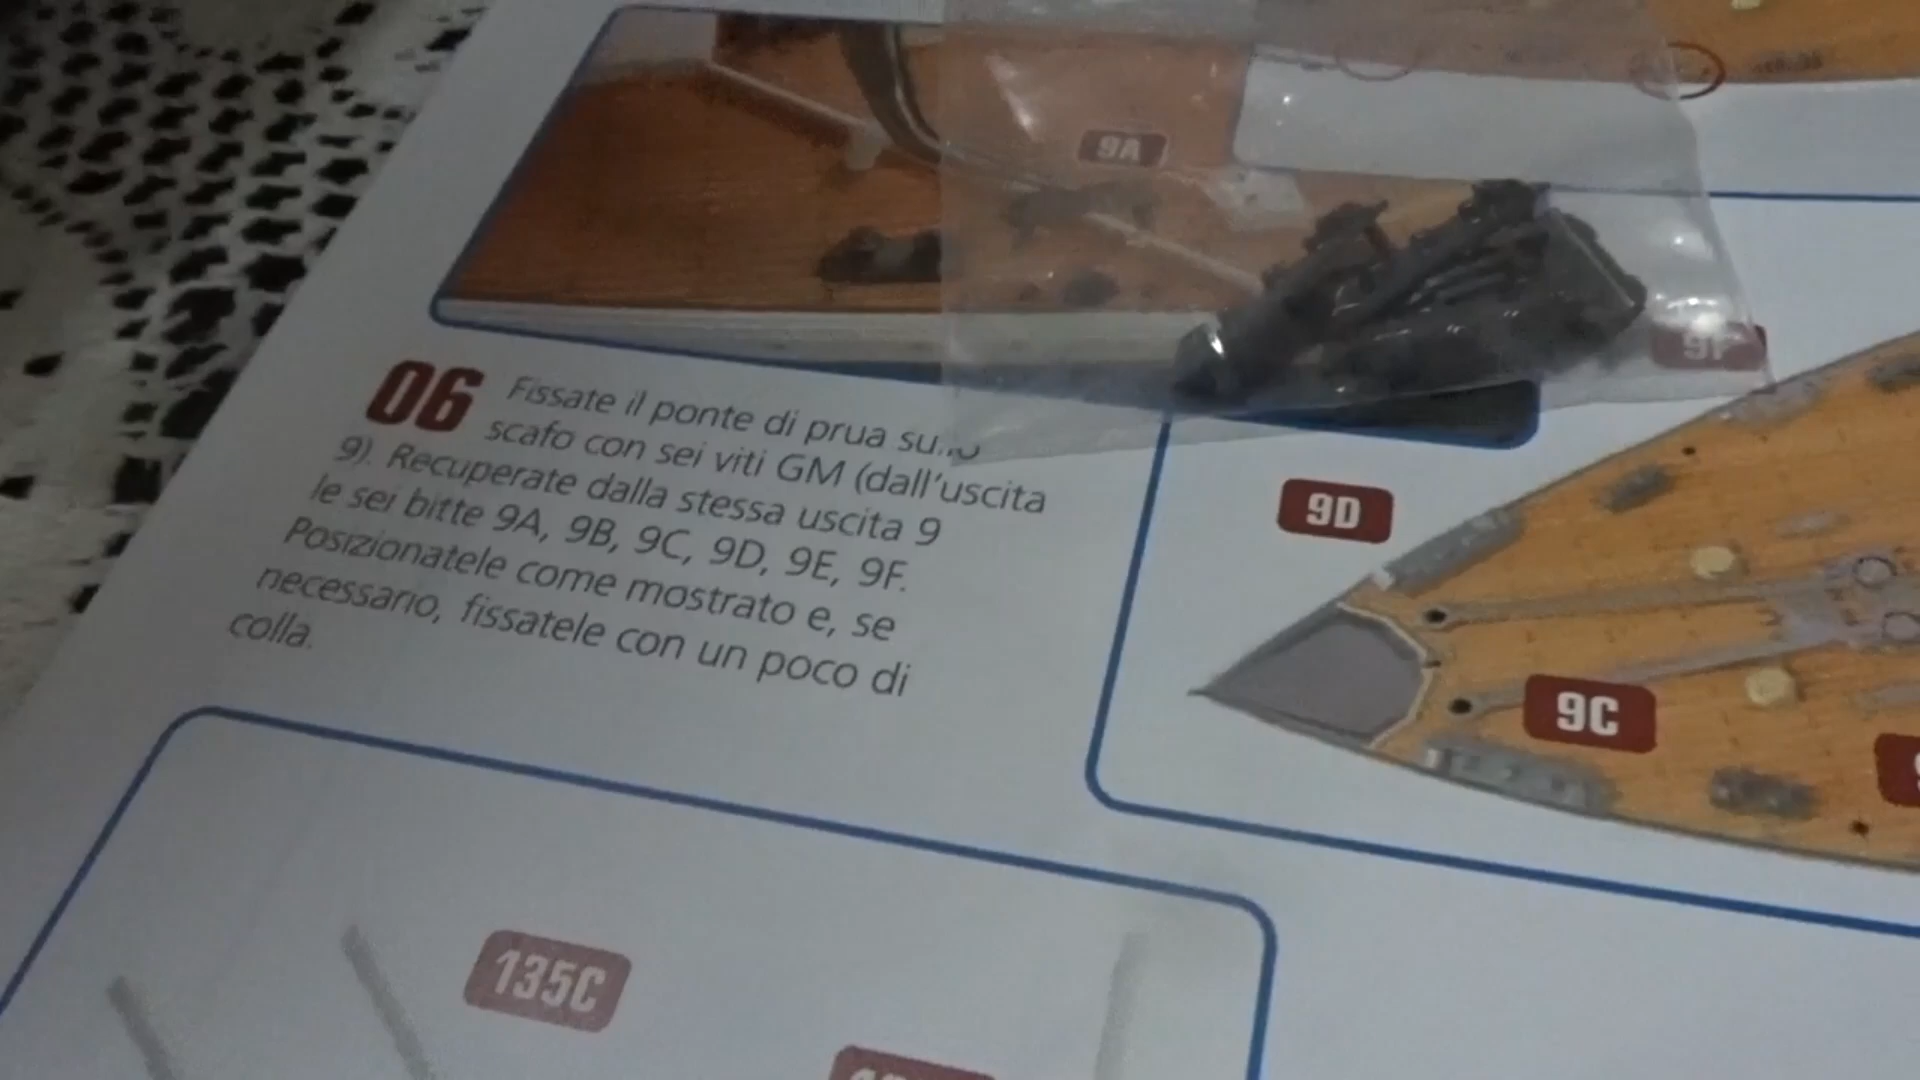 9A
9F
06
Fissate il ponte di prua
scafo con sei viti GM (dall'uscita
9). Recuperate dalla stessa uscita 9
le sei bitte 9A, 9B, 9C, 9D, 9E, 9F.
Posizionatele come mostrato e, se
necessario, fissatele con un poco di
colla.
9D
9C
135C